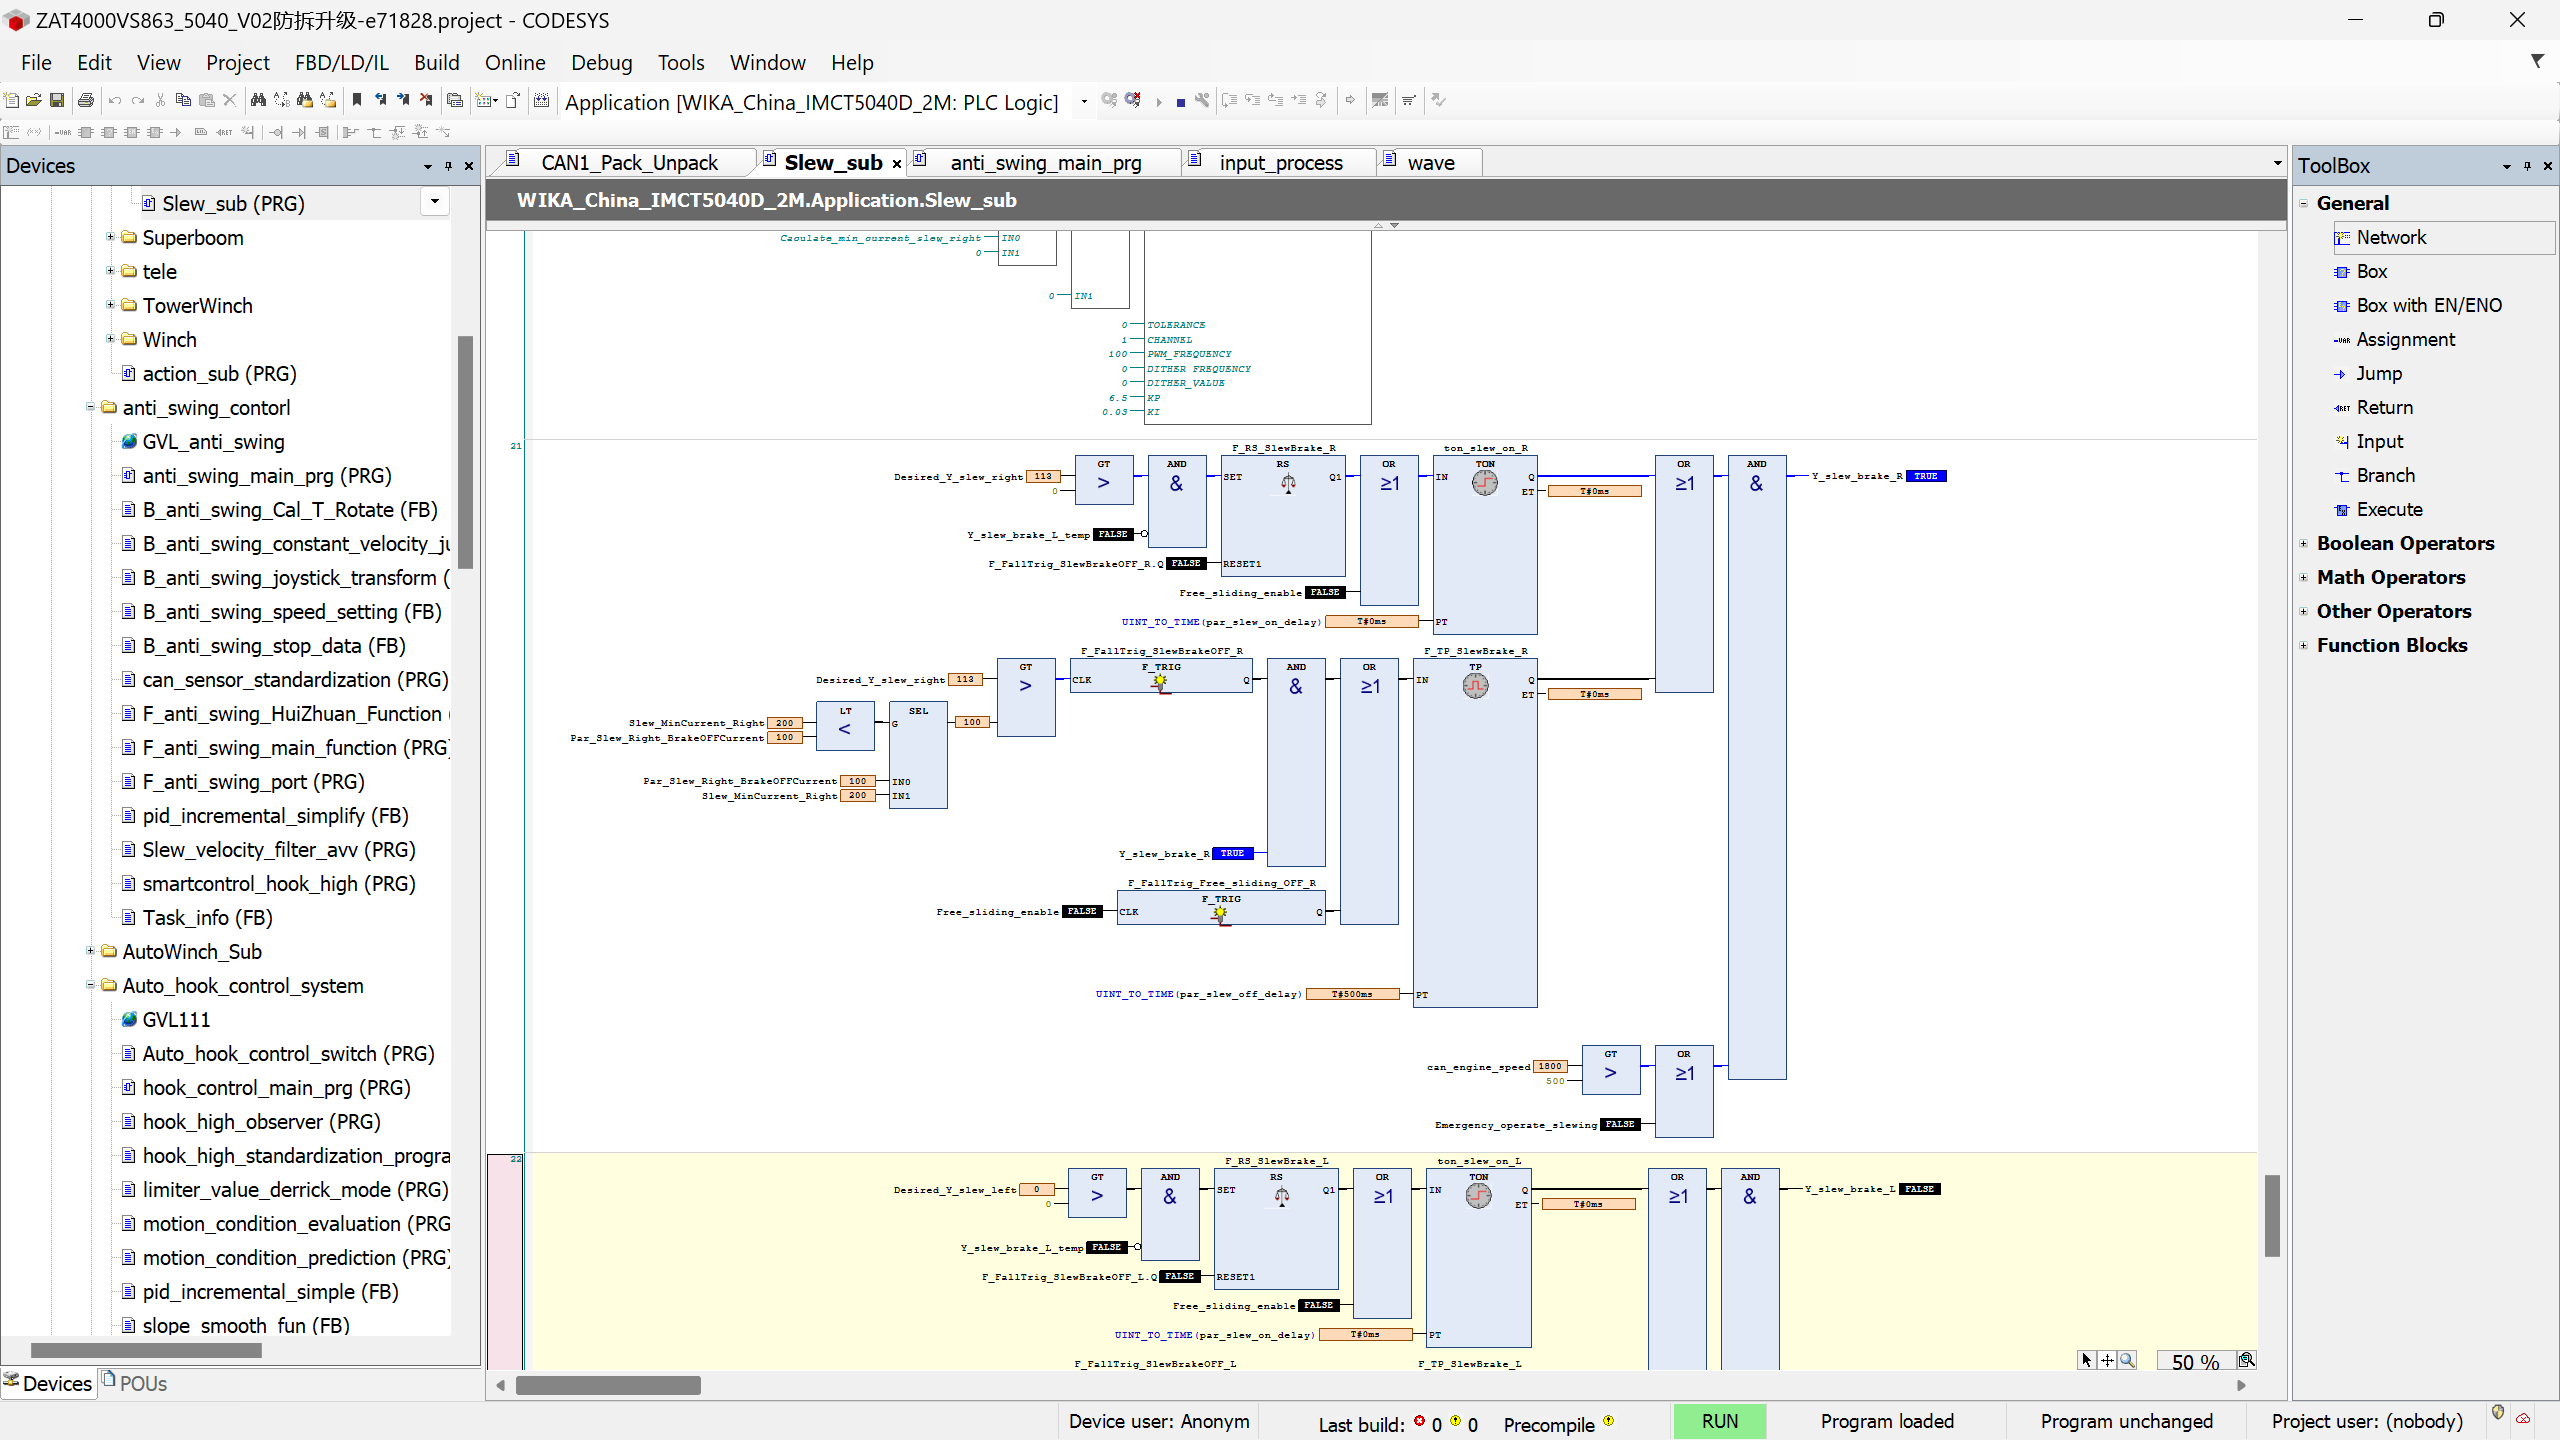 ZAT4000VS863_5040_V02防拆升级-e71828.project - CODESYS
File Edit View Project FBD/LD/IL Build Online Debug Tools Window Help
Application [WIKA_China_IMCT5040D_2M: PLC Logic]
Devices
Slew_sub (PRG)
Superboom
tele
TowerWinch
Winch
action_sub (PRG)
anti_swing_contorl
GVL_anti_swing
anti_swing_main_prg (PRG)
B_anti_swing_Cal_T_Rotate (FB)
B_anti_swing_constant_velocity_ju
B_anti_swing_joystick_transform (
B_anti_swing_speed_setting (FB)
B_anti_swing_stop_data (FB)
can_sensor_standardization (PRG)
F_anti_swing_HuiZhuan_Function (
F_anti_swing_main_function (PRG)
F_anti_swing_port (PRG)
pid_incremental_simplify (FB)
Slew_velocity_filter_avv (PRG)
smartcontrol_hook_high (PRG)
Task_info (FB)
AutoWinch_Sub
Auto_hook_control_system
GVL111
Auto_hook_control_switch (PRG)
hook_control_main_prg (PRG)
hook_high_observer (PRG)
hook_high_standardization_progra
limiter_value_derrick_mode (PRG)
motion_condition_evaluation (PRG
motion_condition_prediction (PRG)
pid_incremental_simple (FB)
slope_smooth_fun (FB)
Devices POUs
CAN1_Pack_Unpack Slew_sub anti_swing_main_prg input_process wave
WIKA_China_IMCT5040D_2M.Application.Slew_sub
Caculate_min_current_slew_right IN0
0 IN1
0 IN1
0 TOLERANCE
1 CHANNEL
100 PWM_FREQUENCY
0 DITHER_FREQUENCY
0 DITHER_VALUE
6.5 KP
0.03 KI
21
F_RS_SlewBrake_R ton_slew_on_R
GT AND RS OR TON OR AND
Desired_Y_slew_right 113 > & SET Q1 ≥1 IN Q ≥1 & Y_slew_brake_R TRUE
0 ET T#0ms
Y_slew_brake_L_temp FALSE
F_FallTrig_SlewBrakeOFF_R.Q FALSE RESET1
Free_sliding_enable FALSE
UINT_TO_TIME(par_slew_on_delay) T#0ms PT
F_FallTrig_SlewBrakeOFF_R F_TP_SlewBrake_R
GT F_TRIG AND OR TP
Desired_Y_slew_right 113 > CLK Q & ≥1 IN Q
ET T#0ms
LT SEL
Slew_MinCurrent_Right 200 < G 100
Par_Slew_Right_BrakeOFFCurrent 100
Par_Slew_Right_BrakeOFFCurrent 100 IN0
Slew_MinCurrent_Right 200 IN1
Y_slew_brake_R TRUE
F_FallTrig_Free_sliding_OFF_R
F_TRIG
Free_sliding_enable FALSE CLK Q
UINT_TO_TIME(par_slew_off_delay) T#500ms PT
GT OR
can_engine_speed 1800 > ≥1
500
Emergency_operate_slewing FALSE
22
F_RS_SlewBrake_L ton_slew_on_L
GT AND RS OR TON OR AND
Desired_Y_slew_left 0 > & SET Q1 ≥1 IN Q ≥1 & Y_slew_brake_L FALSE
0 ET T#0ms
Y_slew_brake_L_temp FALSE
F_FallTrig_SlewBrakeOFF_L.Q FALSE RESET1
Free_sliding_enable FALSE
UINT_TO_TIME(par_slew_on_delay) T#0ms PT
F_FallTrig_SlewBrakeOFF_L F_TP_SlewBrake_L
50 %
ToolBox
General
Network
Box
Box with EN/ENO
Assignment
Jump
Return
Input
Branch
Execute
Boolean Operators
Math Operators
Other Operators
Function Blocks
Device user: Anonym Last build: 0 0 Precompile RUN Program loaded Program unchanged Project user: (nobody)